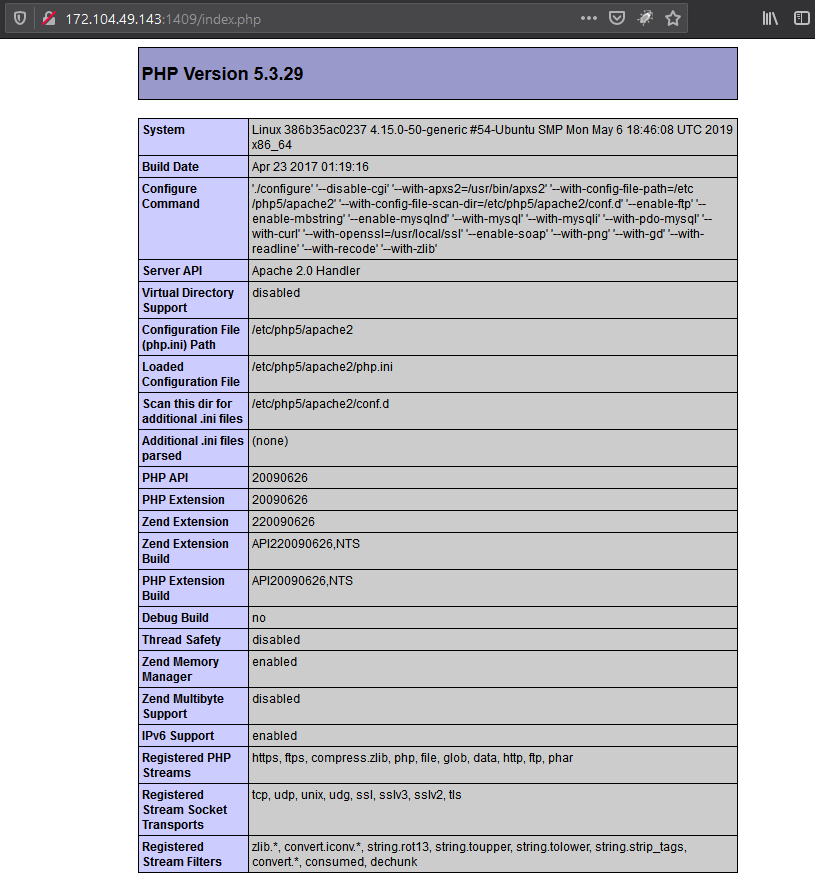 172.104.49.143:1409/index.php
PHP Version 5.3.29
System
Linux 386b35ac0237 4.15.0-50-generic #54-Ubuntu SMP Mon May 6 18:46:08 UTC 2019
x86_64
Build Date
Apr 23 2017 01:19:16
Configure
Command
'./configure' '--disable-cgi' '--with-apxs2=/usr/bin/apxs2' '--with-config-file-path=/etc
/php5/apache2' '--with-config-file-scan-dir=/etc/php5/apache2/conf.d' '--enable-ftp' '--
enable-mbstring' '--enable-mysqlnd' '--with-mysql' '--with-mysqli' '--with-pdo-mysql' '--
with-curl' '--with-openssl=/usr/local/ssl' '--enable-soap' '--with-png' '--with-gd' '--with-
readline' '--with-recode' '--with-zlib'
Server API
Apache 2.0 Handler
Virtual Directory
Support
disabled
Configuration File
(php.ini) Path
/etc/php5/apache2
Loaded
Configuration File
/etc/php5/apache2/php.ini
Scan this dir for
additional .ini files
/etc/php5/apache2/conf.d
Additional .ini files
parsed
(none)
PHP API
20090626
PHP Extension
20090626
Zend Extension
220090626
Zend Extension
Build
API220090626,NTS
PHP Extension
Build
API20090626,NTS
Debug Build
no
Thread Safety
disabled
Zend Memory
Manager
enabled
Zend Multibyte
Support
disabled
IPv6 Support
enabled
Registered PHP
Streams
https, ftps, compress.zlib, php, file, glob, data, http, ftp, phar
Registered
Stream Socket
Transports
tcp, udp, unix, udg, ssl, sslv3, sslv2, tls
Registered
Stream Filters
zlib.*, convert.iconv.*, string.rot13, string.toupper, string.tolower, string.strip_tags,
convert.*, consumed, dechunk